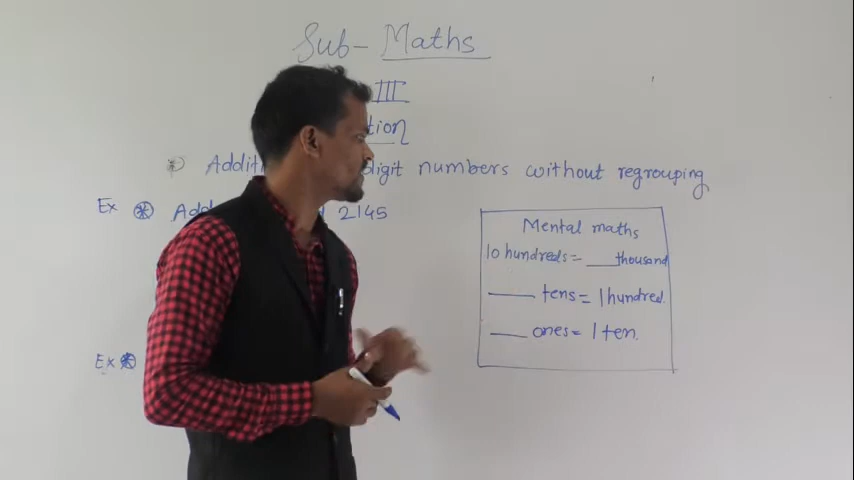 Sub- Maths
III
tion
* Additi digit numbers without regrouping
Ex * Add 2145
Mental maths
10 hundreds = ___ thousand
___ tens = 1 hundred.
___ ones = 1 ten.
Ex *